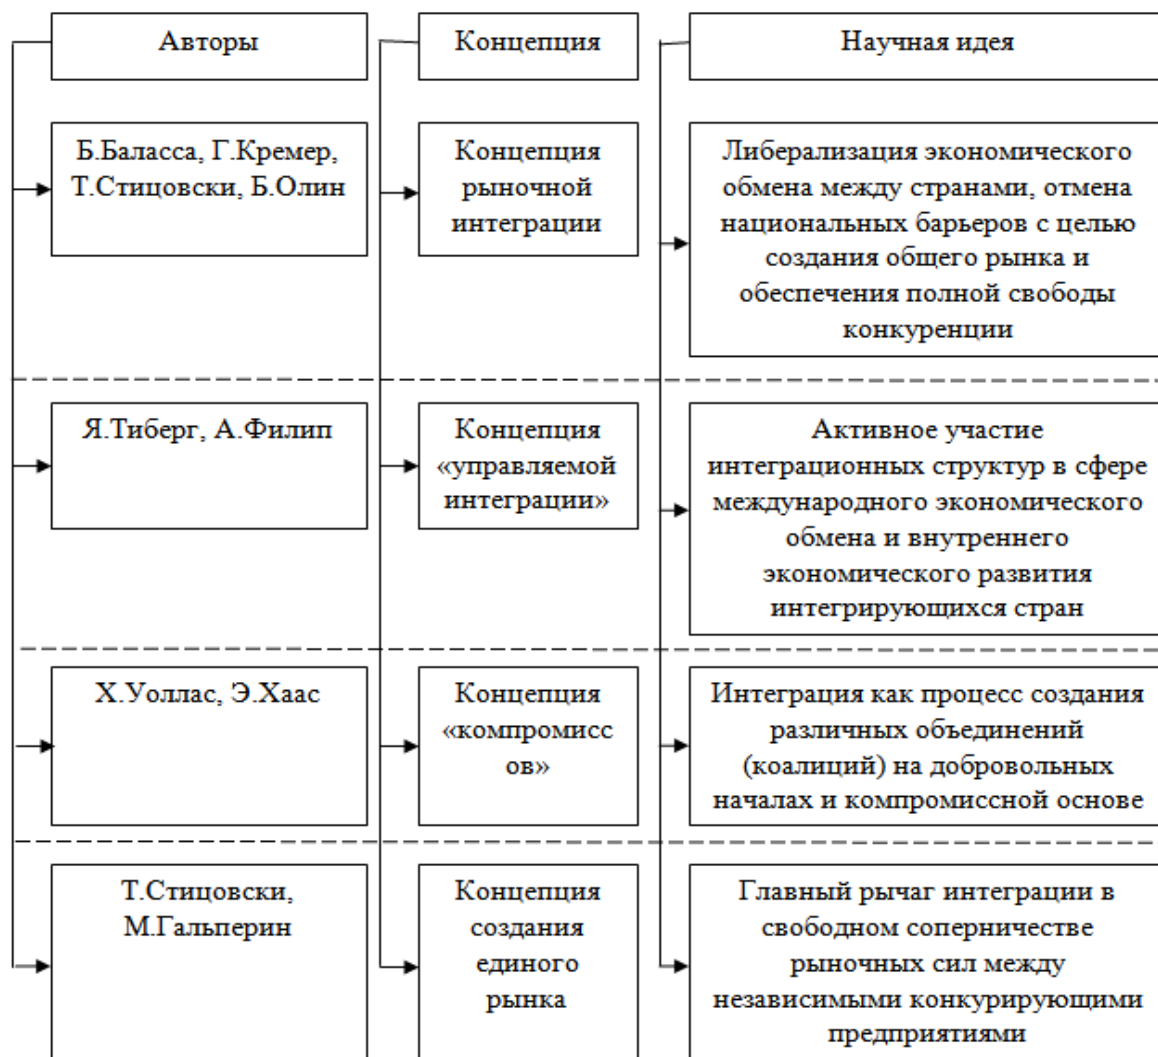 Авторы
Концепция
Научная идея
Б.Баласса, Г.Кремер,
Т.Стицовски, Б.Олин
Концепция
рыночной
интеграции
Либерализация экономического
обмена между странами, отмена
национальных барьеров с целью
создания общего рынка и
обеспечения полной свободы
конкуренции
Я.Тиберг, А.Филип
Концепция
«управляемой
интеграции»
Активное участие
интеграционных структур в сфере
международного экономического
обмена и внутреннего
экономического развития
интегрирующихся стран
Х.Уоллас, Э.Хаас
Концепция
«компромисс
ов»
Интеграция как процесс создания
различных объединений
(коалиций) на добровольных
началах и компромиссной основе
Т.Стицовски,
М.Гальперин
Концепция
создания
единого
рынка
Главный рычаг интеграции в
свободном соперничестве
рыночных сил между
независимыми конкурирующими
предприятиями